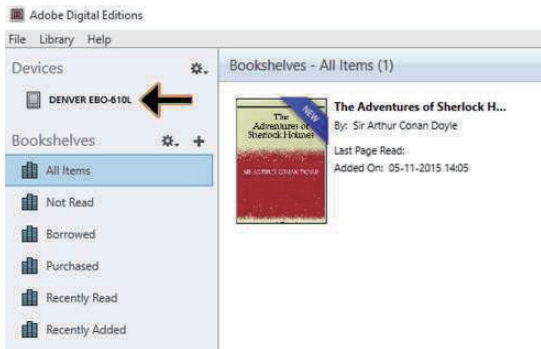 Adobe Digital Editions
File Library Help
Devices
DENVER EBO-610L
Bookshelves
All Items
Not Read
Borrowed
Purchased
Recently Read
Recently Added
Bookshelves - All Items (1)
The
Adventures of
Sherlock Holmes
NEW
SIR ARTHUR CONAN DOYLE
The Adventures of Sherlock H...
By: Sir Arthur Conan Doyle
Last Page Read:
Added On: 05-11-2015 14:05